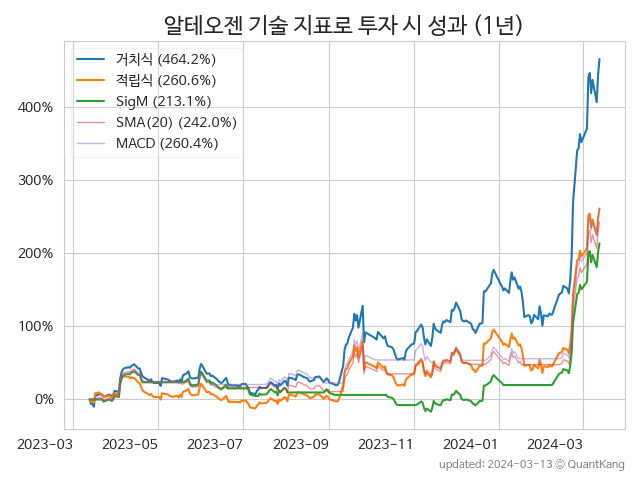 알테오젠 기술 지표로 투자 시 성과 (1년)
거치식 (464.2%)
적립식 (260.6%)
SigM (213.1%)
SMA(20) (242.0%)
MACD (260.4%)
400%
300%
200%
100%
0%
2023-03 2023-05 2023-07 2023-09 2023-11 2024-01 2024-03
updated: 2024-03-13 © QuantKang